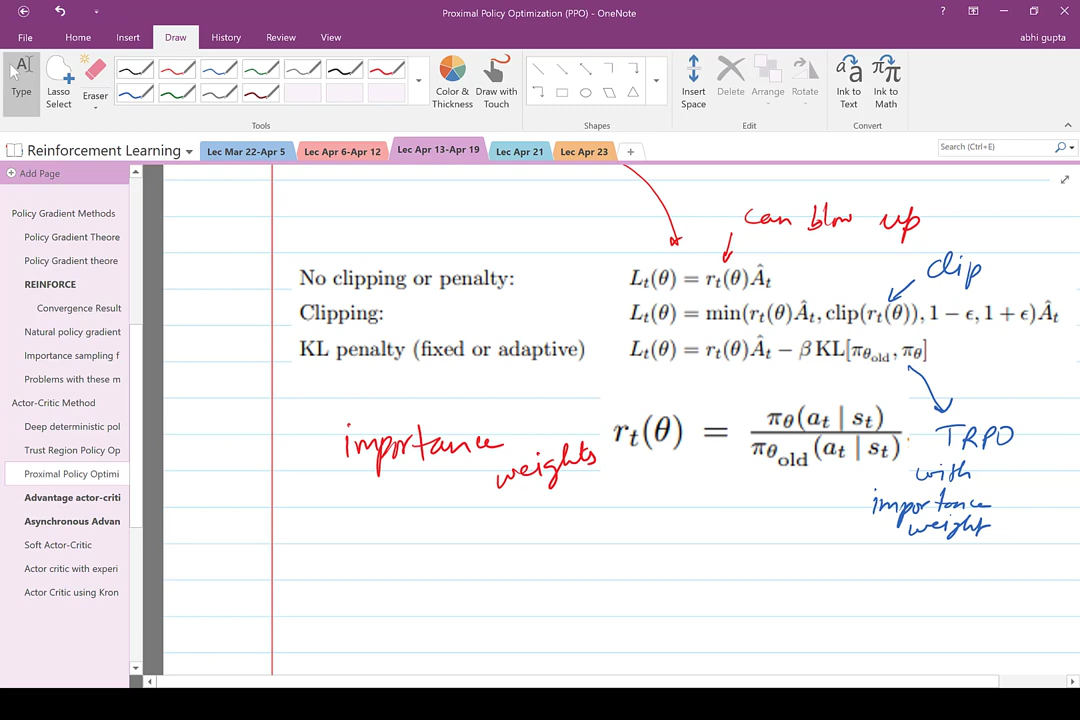 Proximal Policy Optimization (PPO) - OneNote
?
File Home Insert Draw History Review View
abhi gupta
Type
Lasso Select
Eraser
Color & Thickness
Draw with Touch
Insert Space
Delete
Arrange
Rotate
Ink to Text
Ink to Math
Tools
Shapes
Edit
Convert
Reinforcement Learning
Lec Mar 22-Apr 5
Lec Apr 6-Apr 12
Lec Apr 13-Apr 19
Lec Apr 21
Lec Apr 23
+
Search (Ctrl+E)
Add Page
Policy Gradient Methods
Policy Gradient Theore
Policy Gradient theore
REINFORCE
Convergence Result
Natural policy gradient
Importance sampling f
Problems with these m
Actor-Critic Method
Deep deterministic pol
Trust Region Policy Op
Proximal Policy Optimi
Advantage actor-criti
Asynchronous Advan
Soft Actor-Critic
Actor critic with experi
Actor Critic using Kron
can blow up
clip
No clipping or penalty: L_t(θ) = r_t(θ)Â_t
Clipping: L_t(θ) = min(r_t(θ)Â_t, clip(r_t(θ)), 1 − ϵ, 1 + ϵ)Â_t
KL penalty (fixed or adaptive) L_t(θ) = r_t(θ)Â_t − β KL[π_θ_old, π_θ]
importance
weights
r_t(θ) = π_θ(a_t | s_t) / π_θ_old(a_t | s_t)
TRPO
with
importance
weight